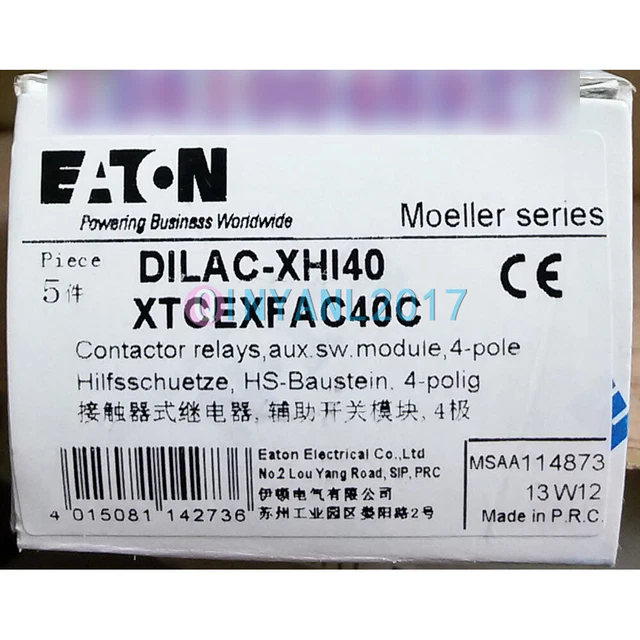 EATON
Powering Business Worldwide
Moeller series
Piece
5件
DILAC-XHI40
CE
QINYANL2017
XTCEXFAC40C
Contactor relays,aux.sw.module,4-pole
Hilfsschuetze, HS-Baustein. 4-polig
接触器式继电器, 辅助开关模块, 4极
Eaton Electrical Co.,Ltd
No.2 Lou Yang Road, SIP, PRC
伊顿电气有限公司
苏州工业园区娄阳路2号
4 015081 142736
MSAA114873
13W12
Made in P.R.C.